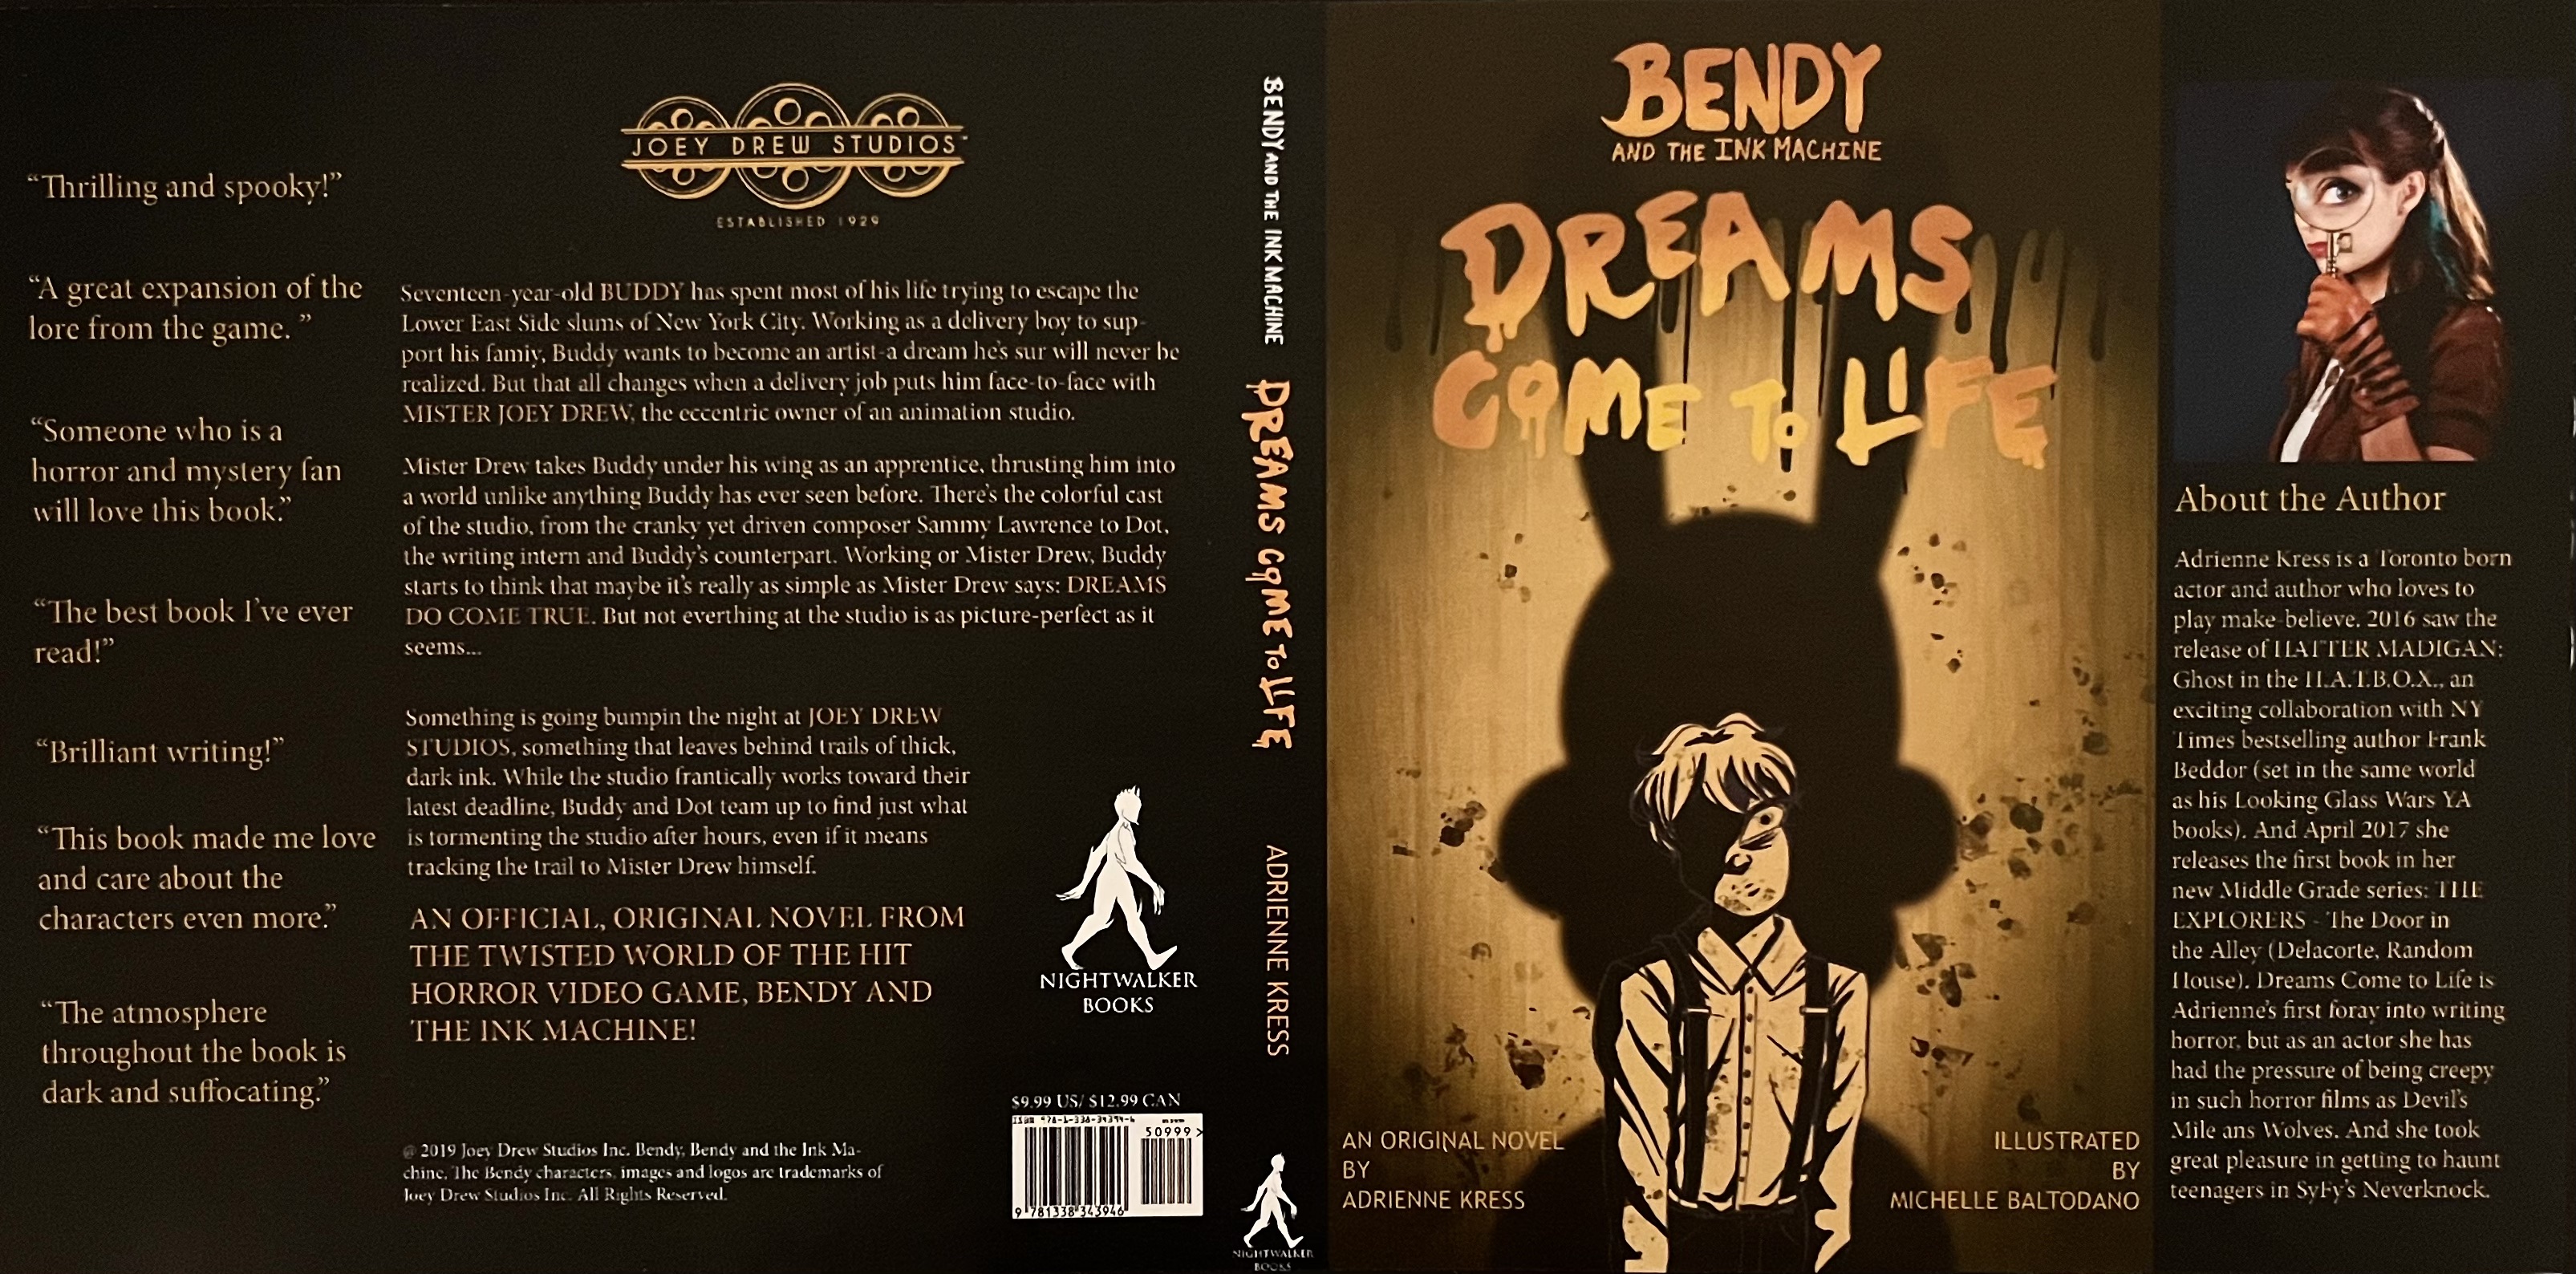 “Thrilling and spooky!”
“A great expansion of the
lore from the game. ”
“Someone who is a
horror and mystery fan
will love this book.”
“The best book I’ve ever
read!”
“Brilliant writing!”
“This book made me love
and care about the
characters even more.”
“The atmosphere
throughout the book is
dark and suffocating.”
JOEY DREW STUDIOS™
ESTABLISHED 1929
Seventeen-year-old BUDDY has spent most of his life trying to escape the
Lower East Side slums of New York City. Working as a delivery boy to sup-
port his famiy, Buddy wants to become an artist-a dream he’s sur will never be
realized. But that all changes when a delivery job puts him face-to-face with
MISTER JOEY DREW, the eccentric owner of an animation studio.
Mister Drew takes Buddy under his wing as an apprentice, thrusting him into
a world unlike anything Buddy has ever seen before. There’s the colorful cast
of the studio, from the cranky yet driven composer Sammy Lawrence to Dot,
the writing intern and Buddy’s counterpart. Working or Mister Drew, Buddy
starts to think that maybe it’s really as simple as Mister Drew says: DREAMS
DO COME TRUE. But not everthing at the studio is as picture-perfect as it
seems...
Something is going bumpin the night at JOEY DREW
STUDIOS, something that leaves behind trails of thick,
dark ink. While the studio frantically works toward their
latest deadline, Buddy and Dot team up to find just what
is tormenting the studio after hours, even if it means
tracking the trail to Mister Drew himself.
AN OFFICIAL, ORIGINAL NOVEL FROM
THE TWISTED WORLD OF THE HIT
HORROR VIDEO GAME, BENDY AND
THE INK MACHINE!
@ 2019 Joey Drew Studios Inc. Bendy, Bendy and the Ink Ma-
chine, The Bendy characters, images and logos are trademarks of
Joey Drew Studios Inc. All Rights Reserved.
NIGHTWALKER
BOOKS
$9.99 US/ $12.99 CAN
ISBN 978-1-338-34394-6
50999>
9 781338 343946
BENDY AND THE INK MACHINE
DREAMS COME TO LIFE
ADRIENNE KRESS
NIGHTWALKER
BOOKS
BENDY
AND THE INK MACHINE
DREAMS
COME TO LIFE
AN ORIGINAL NOVEL
BY
ADRIENNE KRESS
ILLUSTRATED
BY
MICHELLE BALTODANO
About the Author
Adrienne Kress is a Toronto born
actor and author who loves to
play make-believe. 2016 saw the
release of HATTER MADIGAN:
Ghost in the H.A.T.B.O.X., an
exciting collaboration with NY
Times bestselling author Frank
Beddor (set in the same world
as his Looking Glass Wars YA
books). And April 2017 she
releases the first book in her
new Middle Grade series: THE
EXPLORERS - The Door in
the Alley (Delacorte, Random
House). Dreams Come to Life is
Adrienne’s first foray into writing
horror, but as an actor she has
had the pressure of being creepy
in such horror films as Devil’s
Mile ans Wolves. And she took
great pleasure in getting to haunt
teenagers in SyFy’s Neverknock.